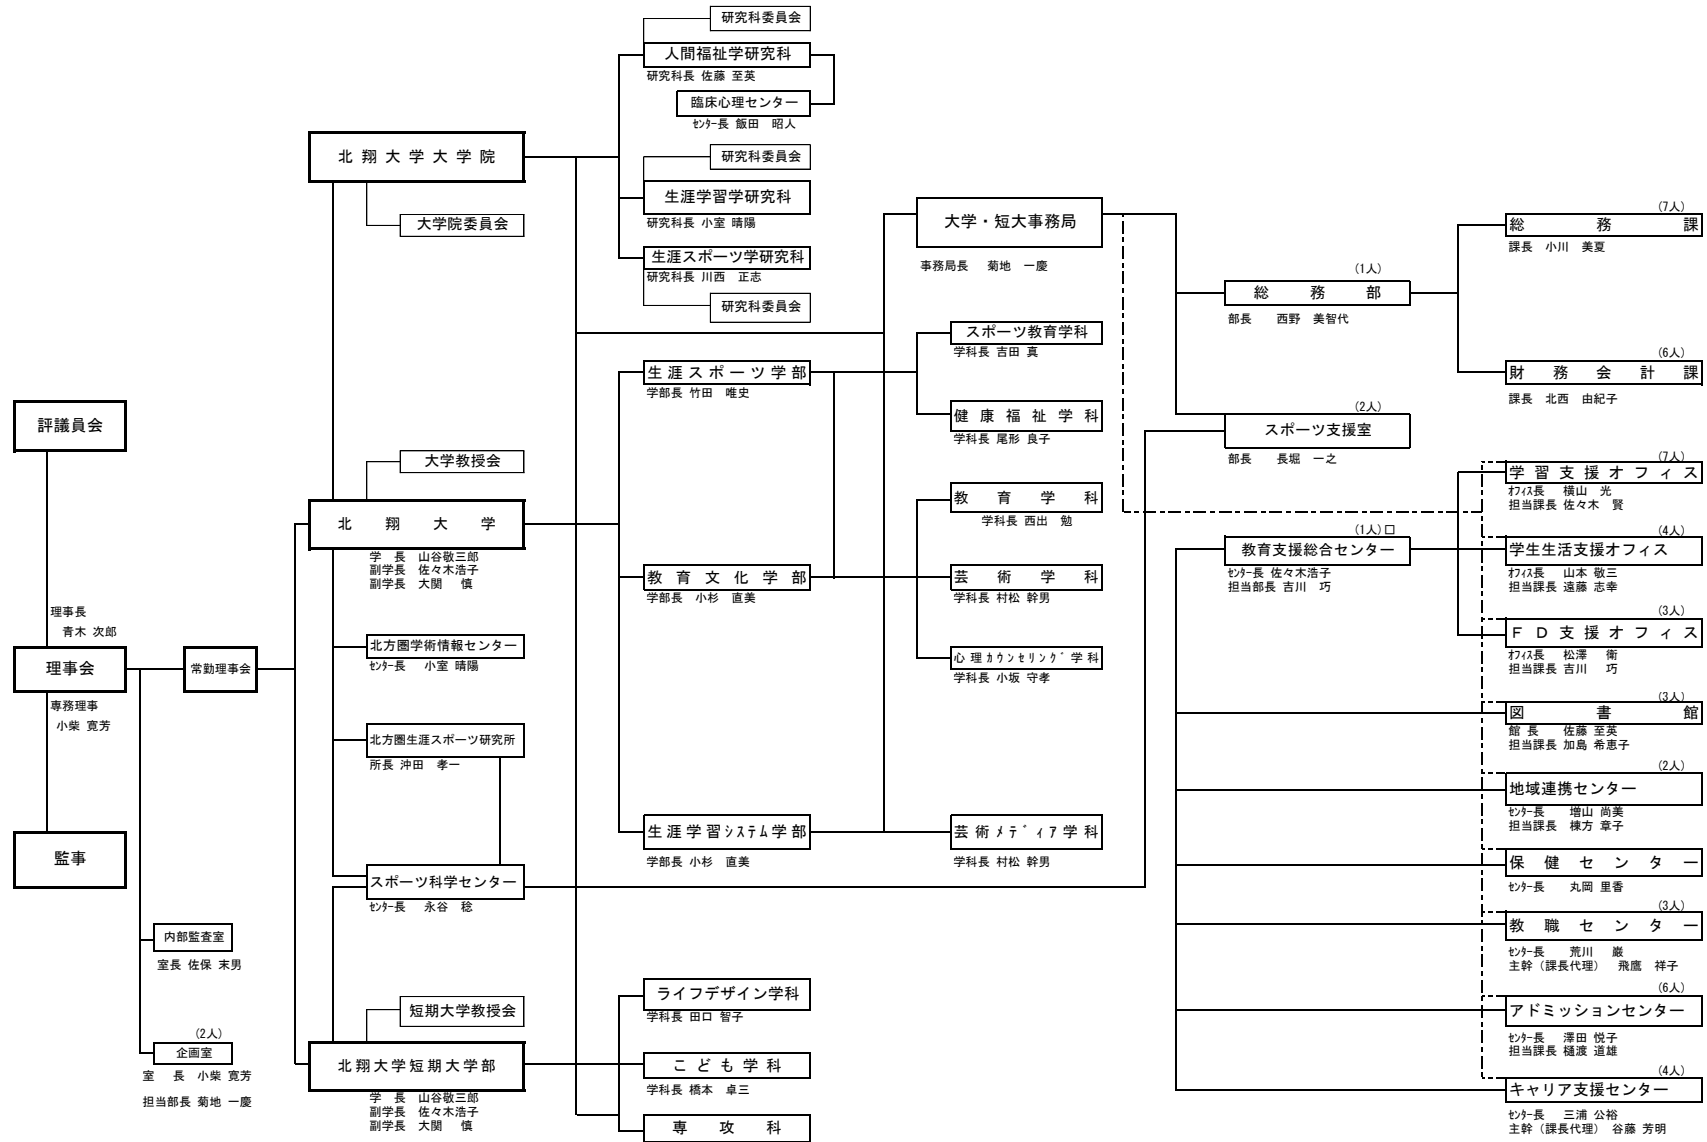 評議員会
理事長
青木 次郎
理事会
専務理事
小柴 寛芳
監事
常勤理事会
内部監査室
室長 佐保 末男
(2人)
企画室
室 長 小柴 寛芳
担当部長 菊地 一慶
北翔大学大学院
大学院委員会
大学教授会
北翔大学
学 長 山谷敬三郎
副学長 佐々木浩子
副学長 大関 慎
北方圏学術情報センター
センター長 小室 晴陽
北方圏生涯スポーツ研究所
所長 沖田 孝一
スポーツ科学センター
センター長 永谷 稔
短期大学教授会
北翔大学短期大学部
学 長 山谷敬三郎
副学長 佐々木浩子
副学長 大関 慎
研究科委員会
人間福祉学研究科
研究科長 佐藤 至英
臨床心理センター
センター長 飯田 昭人
研究科委員会
生涯学習学研究科
研究科長 小室 晴陽
生涯スポーツ学研究科
研究科長 川西 正志
研究科委員会
生涯スポーツ学部
学部長 竹田 唯史
教育文化学部
学部長 小杉 直美
生涯学習システム学部
学部長 小杉 直美
ライフデザイン学科
学科長 田口 智子
こども学科
学科長 橋本 卓三
専攻科
大学・短大事務局
事務局長 菊地 一慶
スポーツ教育学科
学科長 吉田 真
健康福祉学科
学科長 尾形 良子
教育学科
学科長 西出 勉
芸術学科
学科長 村松 幹男
心理カウンセリング学科
学科長 小坂 守孝
芸術メディア学科
学科長 村松 幹男
(1人)
総務部
部長 西野 美智代
(2人)
スポーツ支援室
部長 長堀 一之
(1人)口
教育支援総合センター
センター長 佐々木浩子
担当部長 吉川 巧
(7人)
総務課
課長 小川 美夏
(6人)
財務会計課
課長 北西 由紀子
(7人)
学習支援オフィス
オフィス長 横山 光
担当課長 佐々木 賢
(4人)
学生生活支援オフィス
オフィス長 山本 敬三
担当課長 遠藤 志幸
(3人)
FD支援オフィス
オフィス長 松澤 衛
担当課長 吉川 巧
(3人)
図書館
館 長 佐藤 至英
担当課長 加島 希恵子
(2人)
地域連携センター
センター長 増山 尚美
担当課長 棟方 章子
保健センター
センター長 丸岡 里香
(3人)
教職センター
センター長 荒川 巌
主幹（課長代理） 飛鷹 祥子
(6人)
アドミッションセンター
センター長 澤田 悦子
担当課長 樋渡 道雄
(4人)
キャリア支援センター
センター長 三浦 公裕
主幹（課長代理） 谷藤 芳明